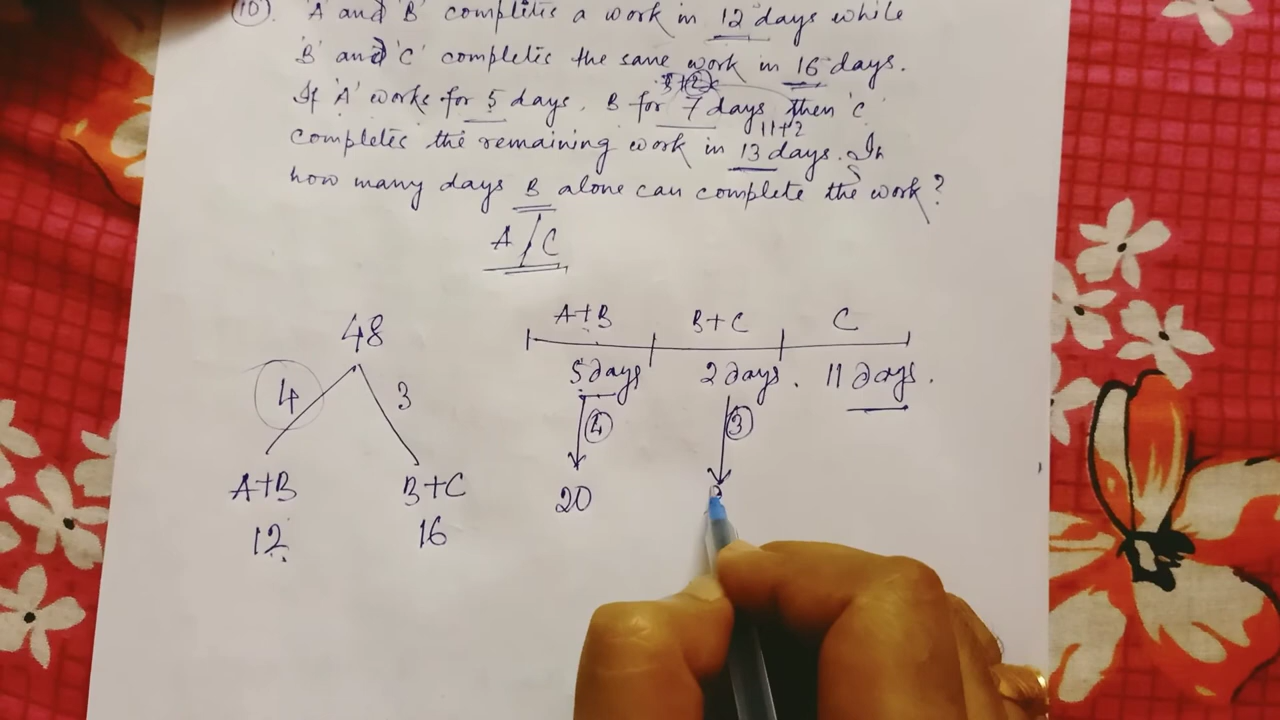 (10). 'A' and 'B' completes a work in 12 days while
'B' and 'C' completes the same work in 16 days.
If 'A' works for 5 days, B for 7 days then 'C'
11+2
completes the remaining work in 13 days. In
how many days B alone can complete the work?
A / C
48
4 3
A+B B+C
12 16
A+B B+C C
5 days 2 days. 11 days.
4 3
20